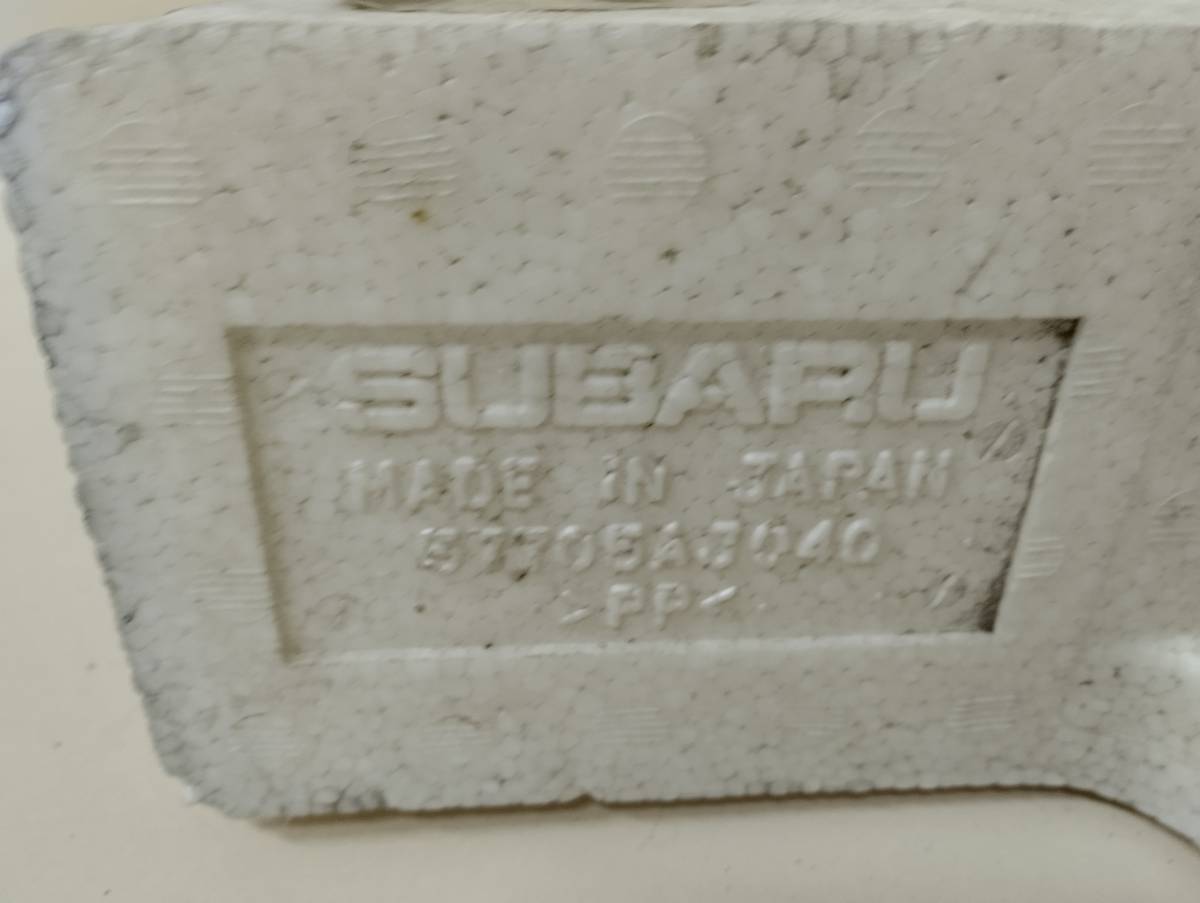 SUBARU
MADE IN JAPAN
57705AJ040
>PP<